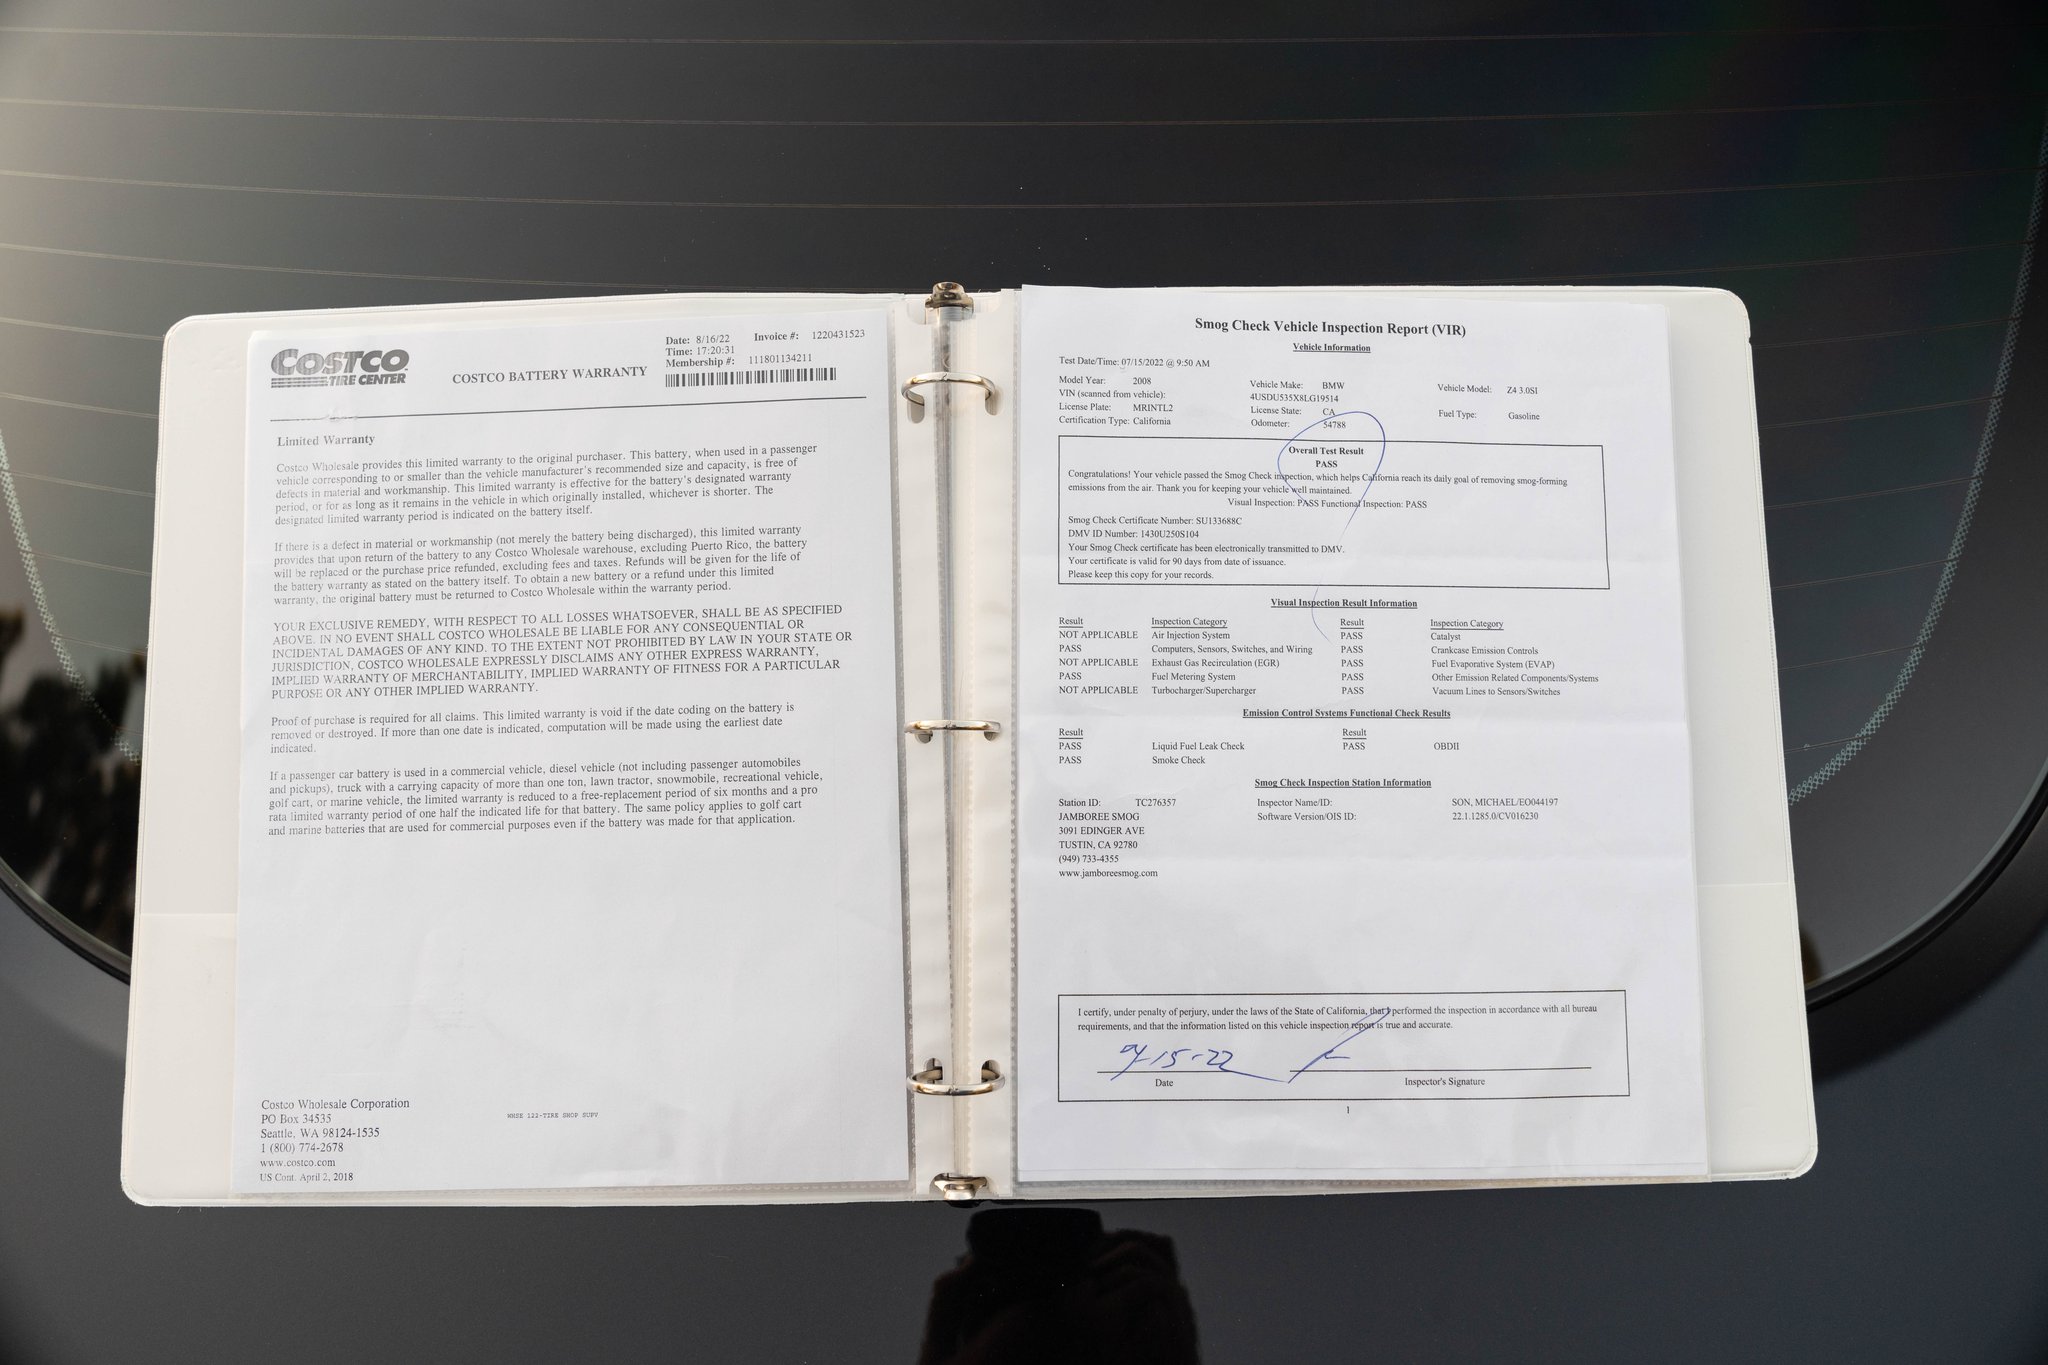 COSTCO
TIRE CENTER
COSTCO BATTERY WARRANTY
Date: 8/16/22 Invoice #: 1220431523
Time: 17:20:31
Membership #: 111801134211
Limited Warranty
Costco Wholesale provides this limited warranty to the original purchaser. This battery, when used in a passenger
vehicle corresponding to or smaller than the vehicle manufacturer's recommended size and capacity, is free of
defects in material and workmanship. This limited warranty is effective for the battery's designated warranty
period, or for as long as it remains in the vehicle in which originally installed, whichever is shorter. The
designated limited warranty period is indicated on the battery itself.
If there is a defect in material or workmanship (not merely the battery being discharged), this limited warranty
provides that upon return of the battery to any Costco Wholesale warehouse, excluding Puerto Rico, the battery
will be replaced or the purchase price refunded, excluding fees and taxes. Refunds will be given for the life of
the battery warranty as stated on the battery itself. To obtain a new battery or a refund under this limited
warranty, the original battery must be returned to Costco Wholesale within the warranty period.
YOUR EXCLUSIVE REMEDY, WITH RESPECT TO ALL LOSSES WHATSOEVER, SHALL BE AS SPECIFIED
ABOVE. IN NO EVENT SHALL COSTCO WHOLESALE BE LIABLE FOR ANY CONSEQUENTIAL OR
INCIDENTAL DAMAGES OF ANY KIND. TO THE EXTENT NOT PROHIBITED BY LAW IN YOUR STATE OR
JURISDICTION, COSTCO WHOLESALE EXPRESSLY DISCLAIMS ANY OTHER EXPRESS WARRANTY,
IMPLIED WARRANTY OF MERCHANTABILITY, IMPLIED WARRANTY OF FITNESS FOR A PARTICULAR
PURPOSE OR ANY OTHER IMPLIED WARRANTY.
Proof of purchase is required for all claims. This limited warranty is void if the date coding on the battery is
removed or destroyed. If more than one date is indicated, computation will be made using the earliest date
indicated.
If a passenger car battery is used in a commercial vehicle, diesel vehicle (not including passenger automobiles
and pickups), truck with a carrying capacity of more than one ton, lawn tractor, snowmobile, recreational vehicle,
golf cart, or marine vehicle, the limited warranty is reduced to a free-replacement period of six months and a pro
rata limited warranty period of one half the indicated life for that battery. The same policy applies to golf cart
and marine batteries that are used for commercial purposes even if the battery was made for that application.
Costco Wholesale Corporation
PO Box 34535
Seattle, WA 98124-1535
1 (800) 774-2678
www.costco.com
US Cont. April 2, 2018
WHSE 122-TIRE SHOP SUPV
Smog Check Vehicle Inspection Report (VIR)
Vehicle Information
Test Date/Time: 07/15/2022 @ 9:50 AM
Model Year: 2008 Vehicle Make: BMW Vehicle Model: Z4 3.0SI
VIN (scanned from vehicle): 4USDU535X8LG19514
License Plate: MRINTL2 License State: CA Fuel Type: Gasoline
Certification Type: California Odometer: 54788
Overall Test Result
PASS
Congratulations! Your vehicle passed the Smog Check inspection, which helps California reach its daily goal of removing smog-forming
emissions from the air. Thank you for keeping your vehicle well maintained.
Visual Inspection: PASS Functional Inspection: PASS
Smog Check Certificate Number: SU133688C
DMV ID Number: 1430U250S104
Your Smog Check certificate has been electronically transmitted to DMV.
Your certificate is valid for 90 days from date of issuance.
Please keep this copy for your records.
Visual Inspection Result Information
Result Inspection Category Result Inspection Category
NOT APPLICABLE Air Injection System PASS Catalyst
PASS Computers, Sensors, Switches, and Wiring PASS Crankcase Emission Controls
NOT APPLICABLE Exhaust Gas Recirculation (EGR) PASS Fuel Evaporative System (EVAP)
PASS Fuel Metering System PASS Other Emission Related Components/Systems
NOT APPLICABLE Turbocharger/Supercharger PASS Vacuum Lines to Sensors/Switches
Emission Control Systems Functional Check Results
Result Result
PASS Liquid Fuel Leak Check PASS OBDII
PASS Smoke Check
Smog Check Inspection Station Information
Station ID: TC276357 Inspector Name/ID: SON, MICHAEL/EO044197
JAMBOREE SMOG Software Version/OIS ID: 22.1.1285.0/CV016230
3091 EDINGER AVE
TUSTIN, CA 92780
(949) 733-4355
www.jamboreesmog.com
I certify, under penalty of perjury, under the laws of the State of California, that I performed the inspection in accordance with all bureau
requirements, and that the information listed on this vehicle inspection report is true and accurate.
Date Inspector's Signature
1